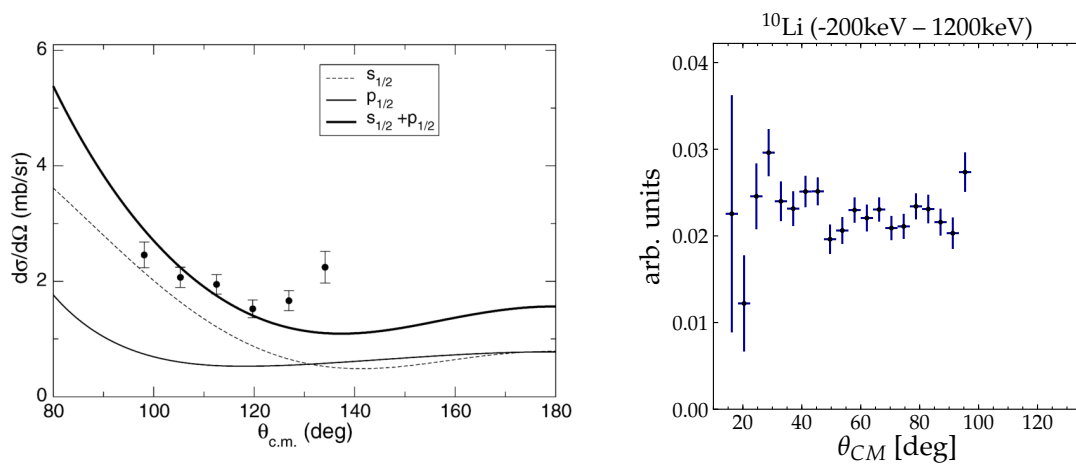 6
4
2
0
80
100
120
140
160
180
dσ/dΩ (mb/sr)
θc.m. (deg)
s1/2
p1/2
s1/2 +p1/2
10Li (-200keV – 1200keV)
0.04
0.03
0.02
0.01
0.00
20
40
60
80
100
120
arb. units
θCM [deg]